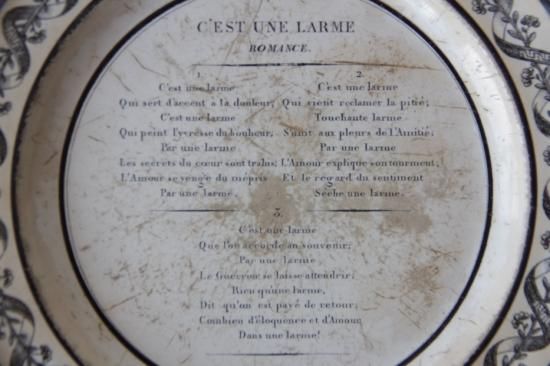 C'EST UNE LARME
ROMANCE.
1.
C'est une larme
Qui sert d'accent a la douleur;
C'est une larme
Qui peint l'yvresse du bonheur;
Par une larme
Les secrets du cœur sont trahis;
L'Amour se venge du mépris
Par une larme.
2.
C'est une larme
Qui vient reclamer la pitié;
Touchante larme
S'unit aux pleurs de l'Amitié;
Par une larme
L'Amour explique son tourment;
Et le regard du sentiment
Sèche une larme.
3.
C'est une larme
Que l'on accorde au souvenir;
Par une larme
Le Guerrier se laisse attendrir;
Rien qu'une larme,
Dit qu'on est payé de retour;
Combien d'éloquence et d'Amour
Dans une larme!